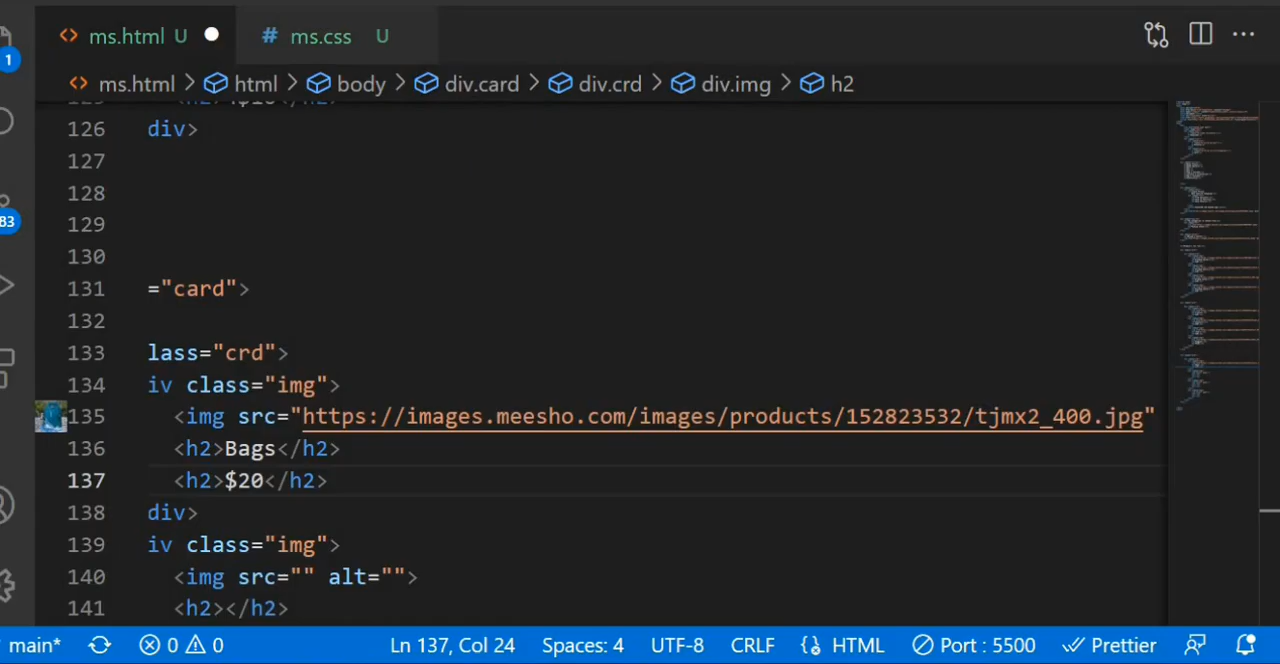 ms.html U
# ms.css U
ms.html > html > body > div.card > div.crd > div.img > h2
126 div>
127
128
129
130
131 ="card">
132
133 lass="crd">
134 iv class="img">
135 <img src="https://images.meesho.com/images/products/152823532/tjmx2_400.jpg"
136 <h2>Bags</h2>
137 <h2>$20</h2>
138 div>
139 iv class="img">
140 <img src="" alt="">
141 <h2></h2>
1
83
main* 0 0 Ln 137, Col 24 Spaces: 4 UTF-8 CRLF HTML Port : 5500 Prettier